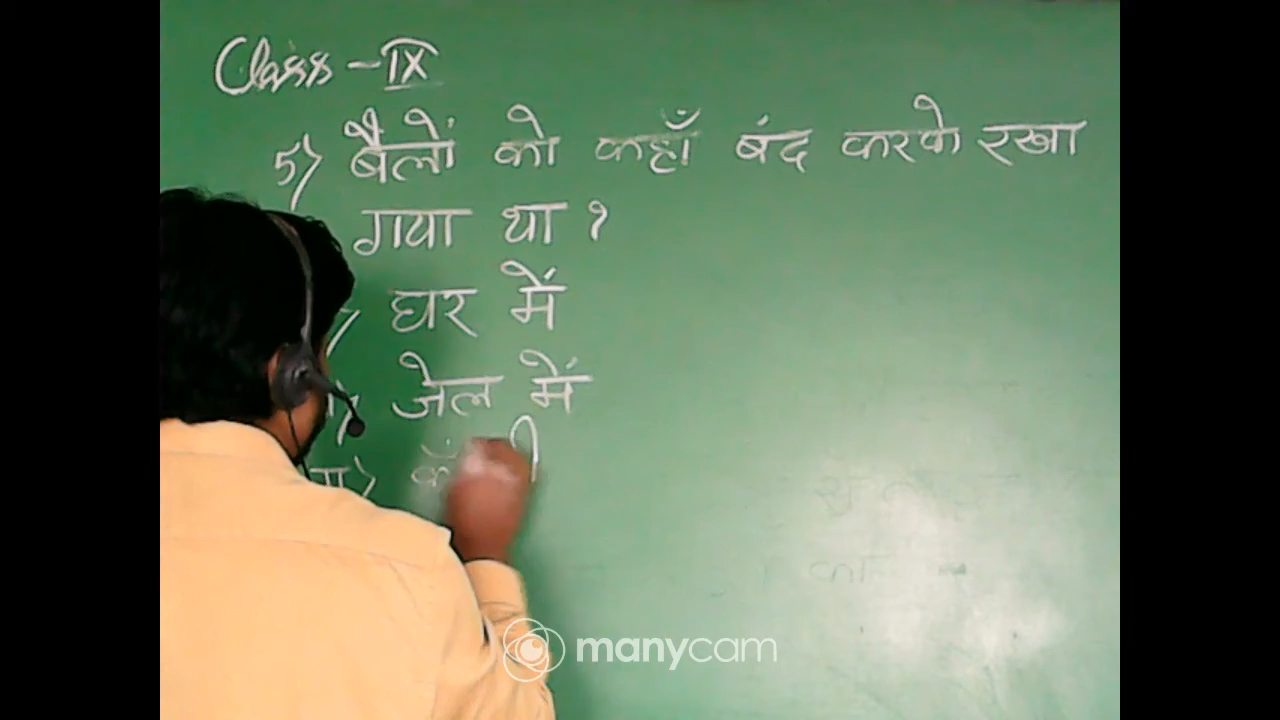 Class - IX
5) बैलों को कहाँ बंद करके रखा
गया था ?
) घर में
) जेल में
ग)
manycam